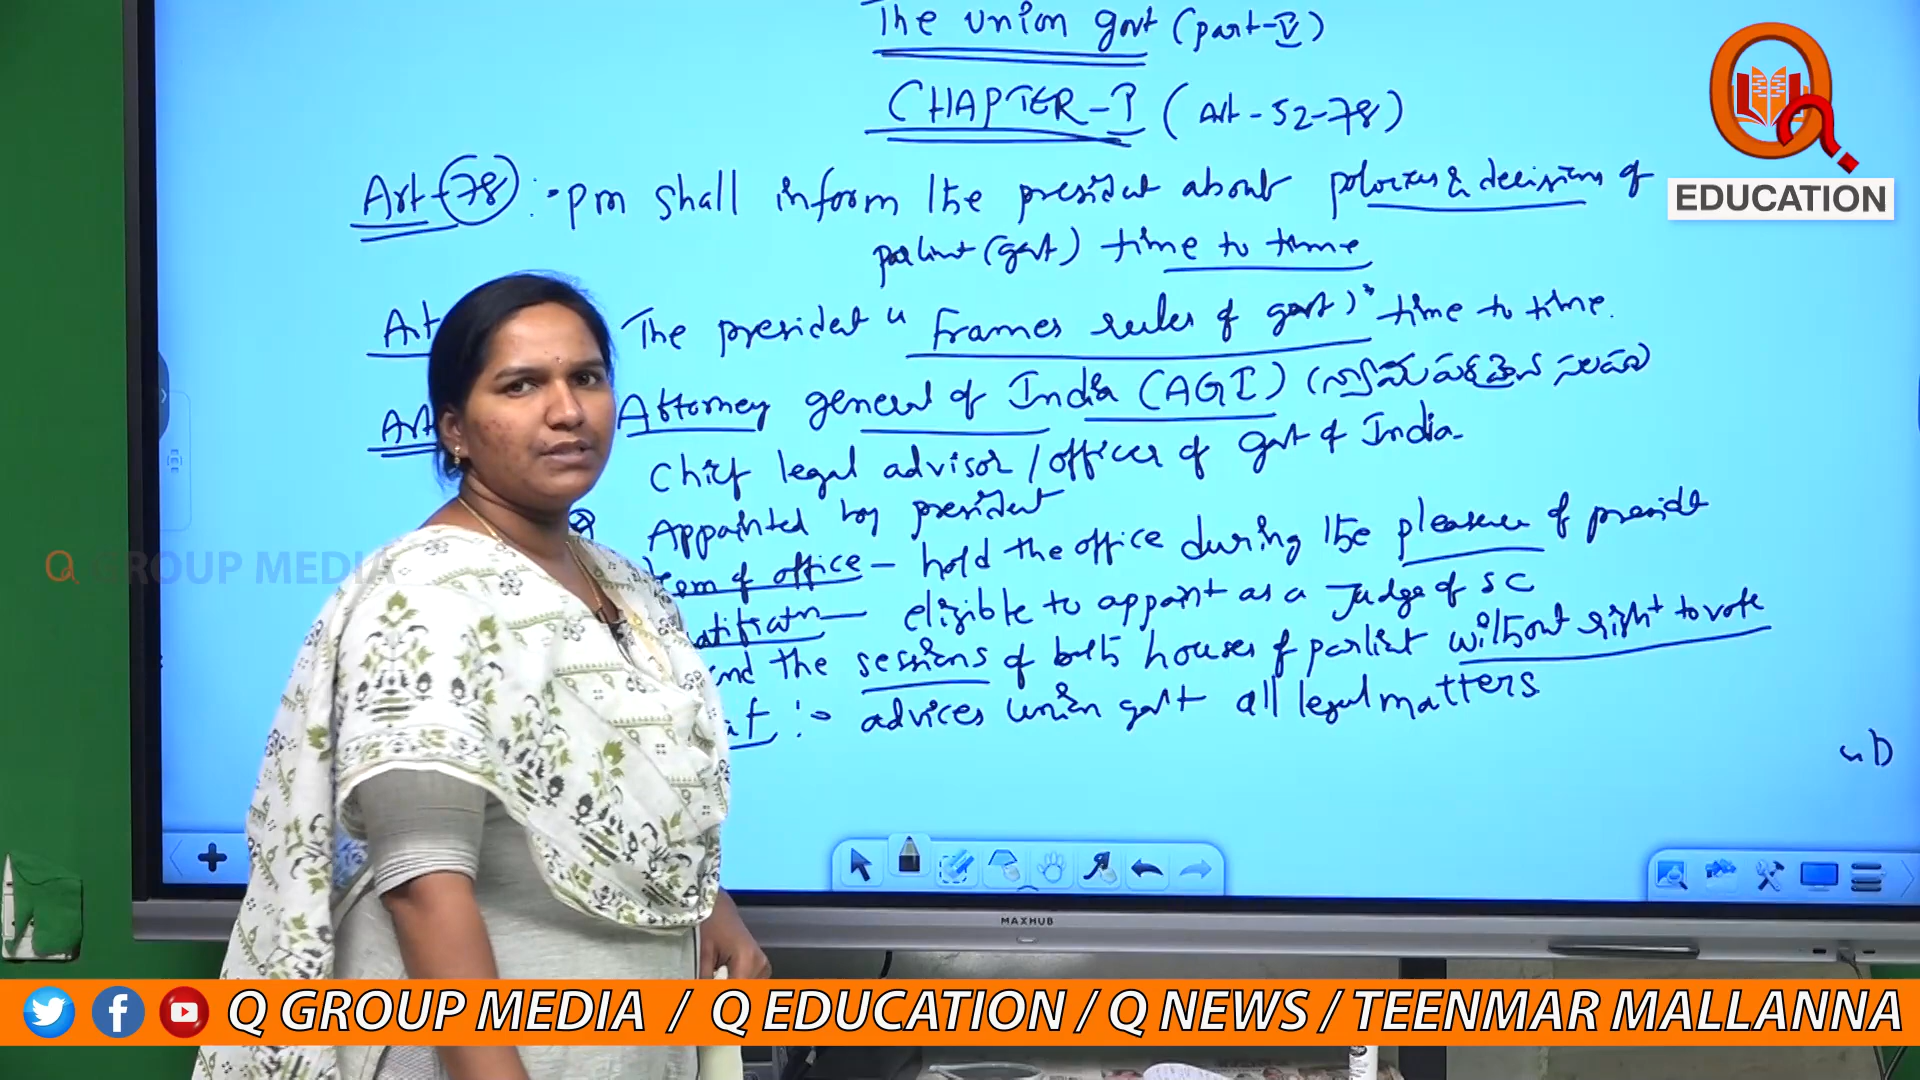 The union govt (part-V)
CHAPTER-I (Art-52-78)
Art-78 :- pm shall inform the president about policies & decisions of
(govt) time to time
Art The president " Frames rules of govt)" time to time.
Art Attorney general of India (AGI) (
chief legal advisor/officer of govt of India
Appointed by president
of office - hold the office during the pleasure of
eligible to appoint as a Judge of SC
the sessions of both houses of without right to vote
:- advices union govt all legal matters
Q
EDUCATION
Q GROUP MEDIA
MAXHUB
Q GROUP MEDIA / Q EDUCATION / Q NEWS / TEENMAR MALLANNA